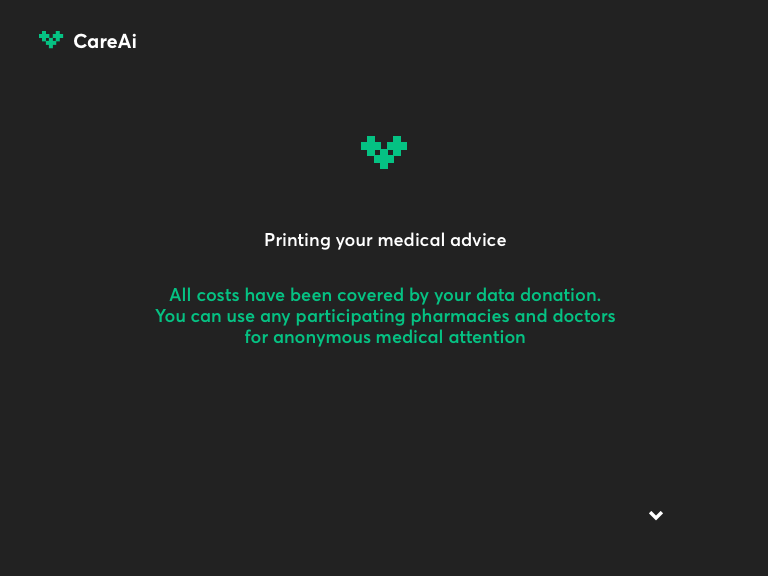 CareAi
Printing your medical advice
All costs have been covered by your data donation.
You can use any participating pharmacies and doctors
for anonymous medical attention